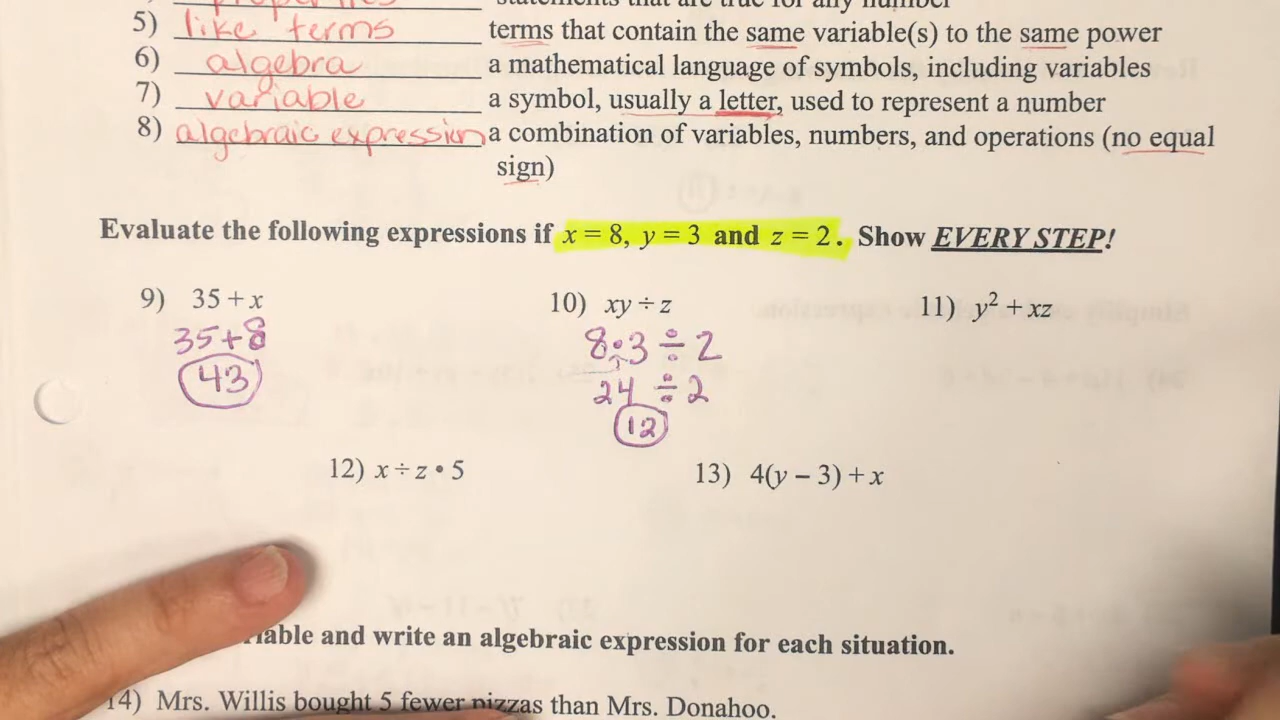 5) like terms terms that contain the same variable(s) to the same power
6) algebra a mathematical language of symbols, including variables
7) variable a symbol, usually a letter, used to represent a number
8) algebraic expression a combination of variables, numbers, and operations (no equal
sign)
Evaluate the following expressions if x = 8, y = 3 and z = 2. Show EVERY STEP!
9) 35 + x 10) xy ÷ z 11) y² + xz
35+8 8•3 ÷ 2
43 24 ÷ 2
12
12) x ÷ z • 5 13) 4(y – 3) + x
and write an algebraic expression for each situation.
14) Mrs. Willis bought 5 fewer pizzas than Mrs. Donahoo.